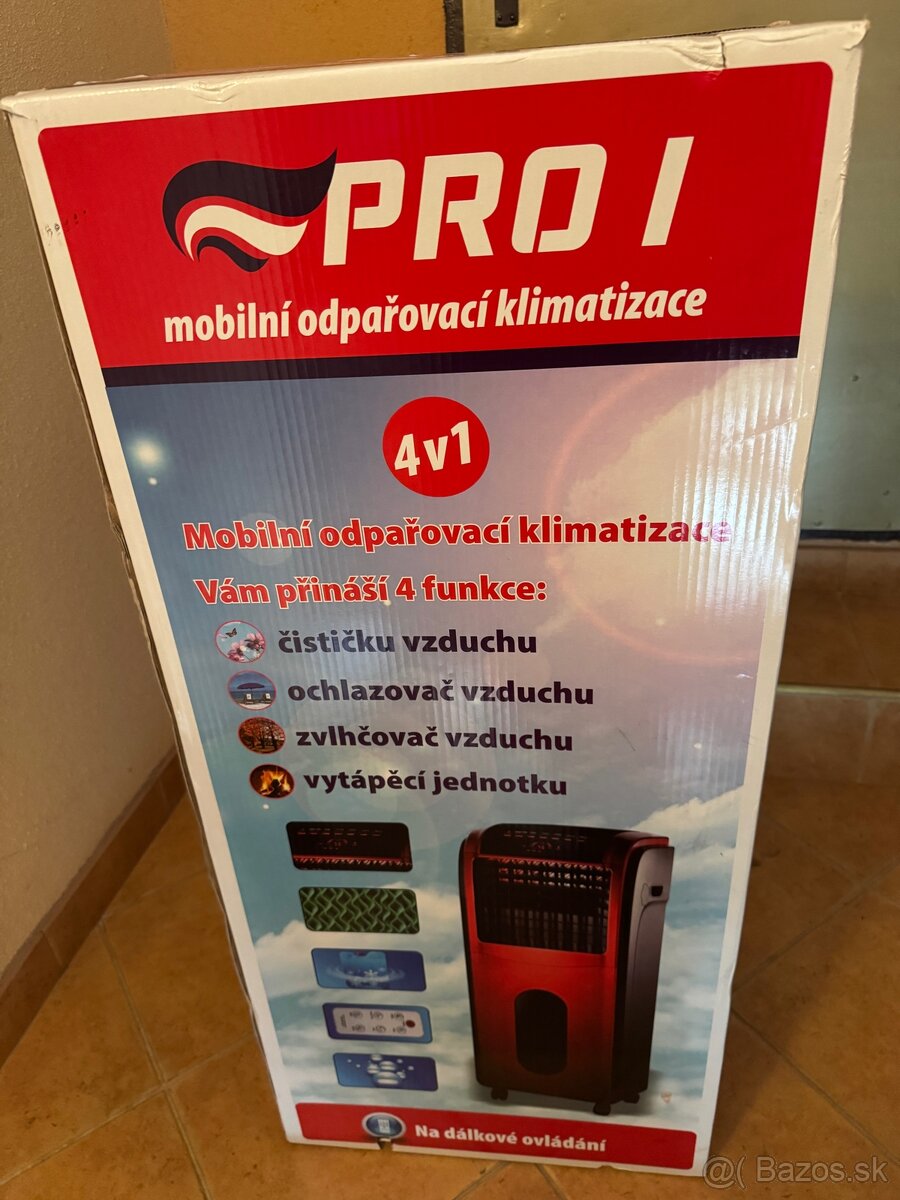 PRO I
mobilní odpařovací klimatizace
4v1
Mobilní odpařovací klimatizace
Vám přináší 4 funkce:
čističku vzduchu
ochlazovač vzduchu
zvlhčovač vzduchu
vytápěcí jednotku
Na dálkové ovládání
@( Bazos.sk